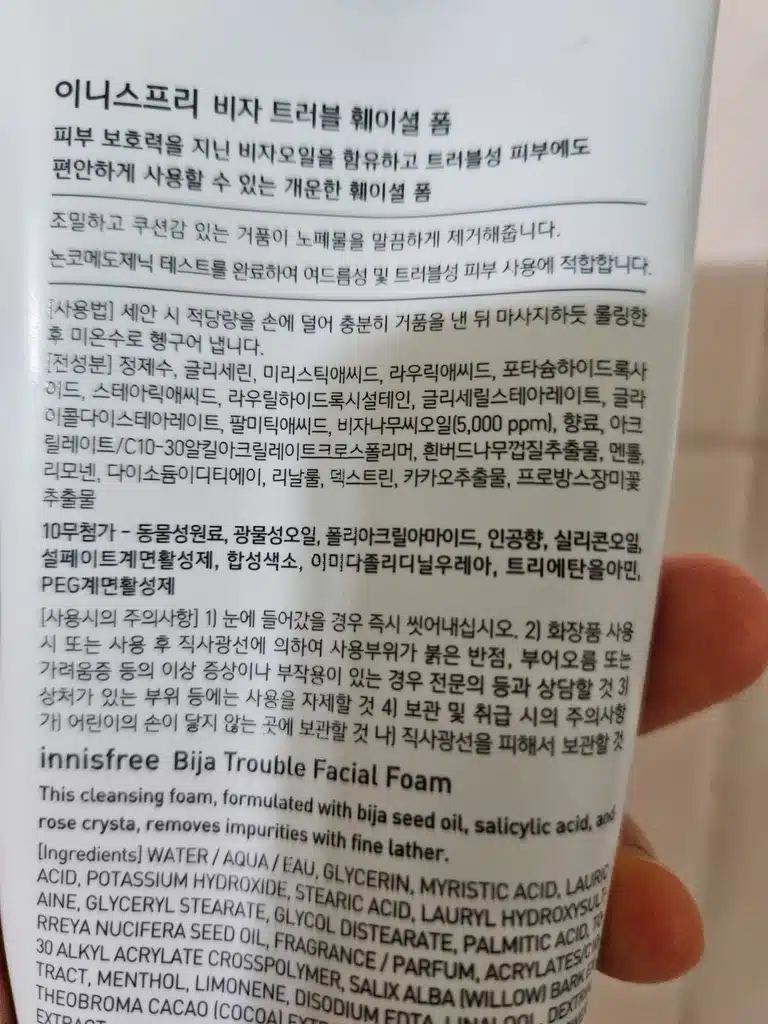 이니스프리 비자 트러블 훼이셜 폼
피부 보호력을 지닌 비자오일을 함유하고 트러블성 피부에도
편안하게 사용할 수 있는 개운한 훼이셜 폼
조밀하고 쿠션감 있는 거품이 노폐물을 말끔하게 제거해줍니다.
논코메도제닉 테스트를 완료하여 여드름성 및 트러블성 피부 사용에 적합합니다.
[사용법] 세안 시 적당량을 손에 덜어 충분히 거품을 낸 뒤 마사지하듯 롤링한
후 미온수로 헹구어 냅니다.
[전성분] 정제수, 글리세린, 미리스틱애씨드, 라우릭애씨드, 포타슘하이드록사
이드, 스테아릭애씨드, 라우릴하이드록시설테인, 글리세릴스테아레이트, 글라
이콜다이스테아레이트, 팔미틱애씨드, 비자나무씨오일(5,000 ppm), 향료, 아크
릴레이트/C10-30알킬아크릴레이트크로스폴리머, 흰버드나무껍질추출물, 멘톨,
리모넨, 다이소듐이디티에이, 리날룰, 덱스트린, 카카오추출물, 프로방스장미꽃
추출물
10무첨가 - 동물성원료, 광물성오일, 폴리아크릴아마이드, 인공향, 실리콘오일,
설페이트계면활성제, 합성색소, 이미다졸리디닐우레아, 트리에탄올아민,
PEG계면활성제
[사용시의 주의사항] 1) 눈에 들어갔을 경우 즉시 씻어내십시오. 2) 화장품 사용
시 또는 사용 후 직사광선에 의하여 사용부위가 붉은 반점, 부어오름 또는
가려움증 등의 이상 증상이나 부작용이 있는 경우 전문의 등과 상담할 것 3)
상처가 있는 부위 등에는 사용을 자제할 것 4) 보관 및 취급 시의 주의사항
가) 어린이의 손이 닿지 않는 곳에 보관할 것 나) 직사광선을 피해서 보관할 것
innisfree Bija Trouble Facial Foam
This cleansing foam, formulated with bija seed oil, salicylic acid, and
rose crysta, removes impurities with fine lather.
[Ingredients] WATER / AQUA / EAU, GLYCERIN, MYRISTIC ACID, LAURIC
ACID, POTASSIUM HYDROXIDE, STEARIC ACID, LAURYL HYDROXYSULT
AINE, GLYCERYL STEARATE, GLYCOL DISTEARATE, PALMITIC ACID, TO
RREYA NUCIFERA SEED OIL, FRAGRANCE / PARFUM, ACRYLATES/C10-
30 ALKYL ACRYLATE CROSSPOLYMER, SALIX ALBA (WILLOW) BARK EX
TRACT, MENTHOL, LIMONENE, DISODIUM EDTA, LINALOOL, DEXTRIN
THEOBROMA CACAO (COCOA) EXTR
EXTRACT